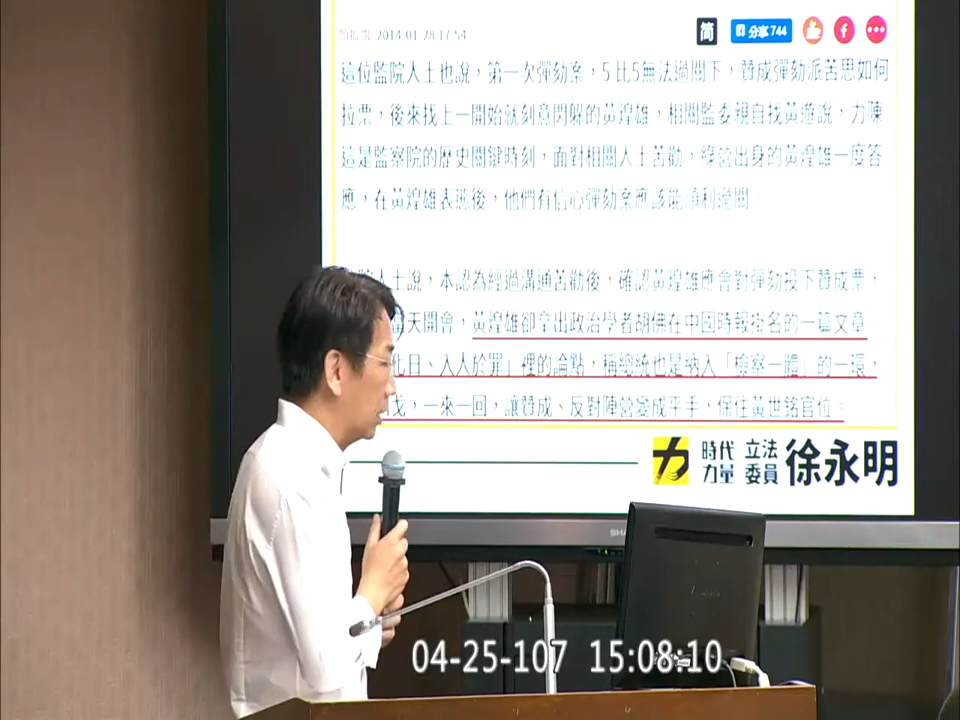 2014-01-28 17:54 简 分享 744
這位監院人士也說，第一次彈劾案，5比5無法過關下，贊成彈劾派苦思如何
拉票，後來找上一開始就刻意閃躲的黃煌雄，相關監委親自找黃遊說，力陳
這是監察院的歷史關鍵時刻，面對相關人士苦勸，綠營出身的黃煌雄一度答
應，在黃煌雄表態後，他們有信心彈劾案應該能順利過關
院人士說，本認為經過溝通苦勸後，確認黃煌雄應會對彈劾投下贊成票，
當天開會，黃煌雄卻拿出政治學者胡佛在中國時報掛名的一篇文章
化日、入人於罪」裡的論點，稱總統也是納入「檢察一體」的一環，
戈，一來一回，讓贊成、反對陣營變成平手，保住黃世銘官位。
力 時代力量 立法委員 徐永明
04-25-107 15:08:10